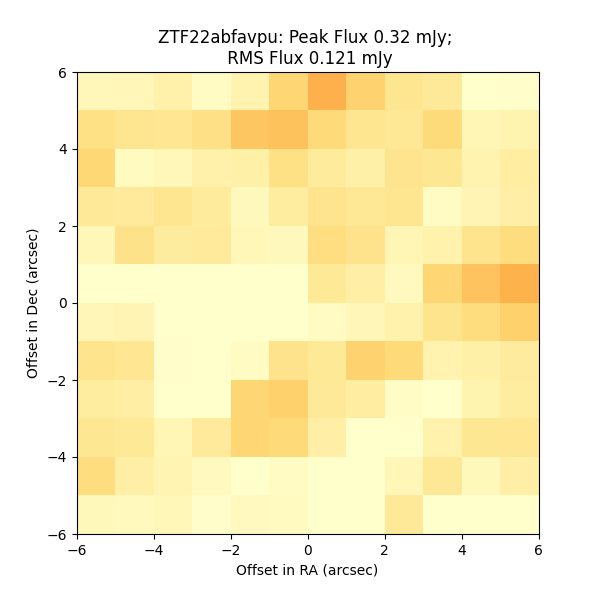 ZTF22abfavpu: Peak Flux 0.32 mJy;
RMS Flux 0.121 mJy
6
4
2
0
−2
−4
−6
Offset in Dec (arcsec)
−6 −4 −2 0 2 4 6
Offset in RA (arcsec)